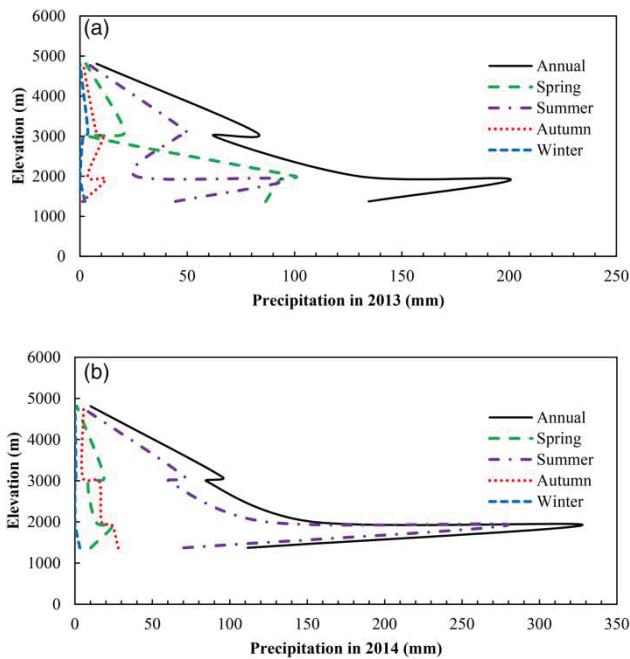 (a)
6000
5000
4000
3000
2000
1000
0
Elevation (m)
Annual
Spring
Summer
Autumn
Winter
0 50 100 150 200 250
Precipitation in 2013 (mm)
(b)
6000
5000
4000
3000
2000
1000
0
Elevation (m)
Annual
Spring
Summer
Autumn
Winter
0 50 100 150 200 250 300 350
Precipitation in 2014 (mm)